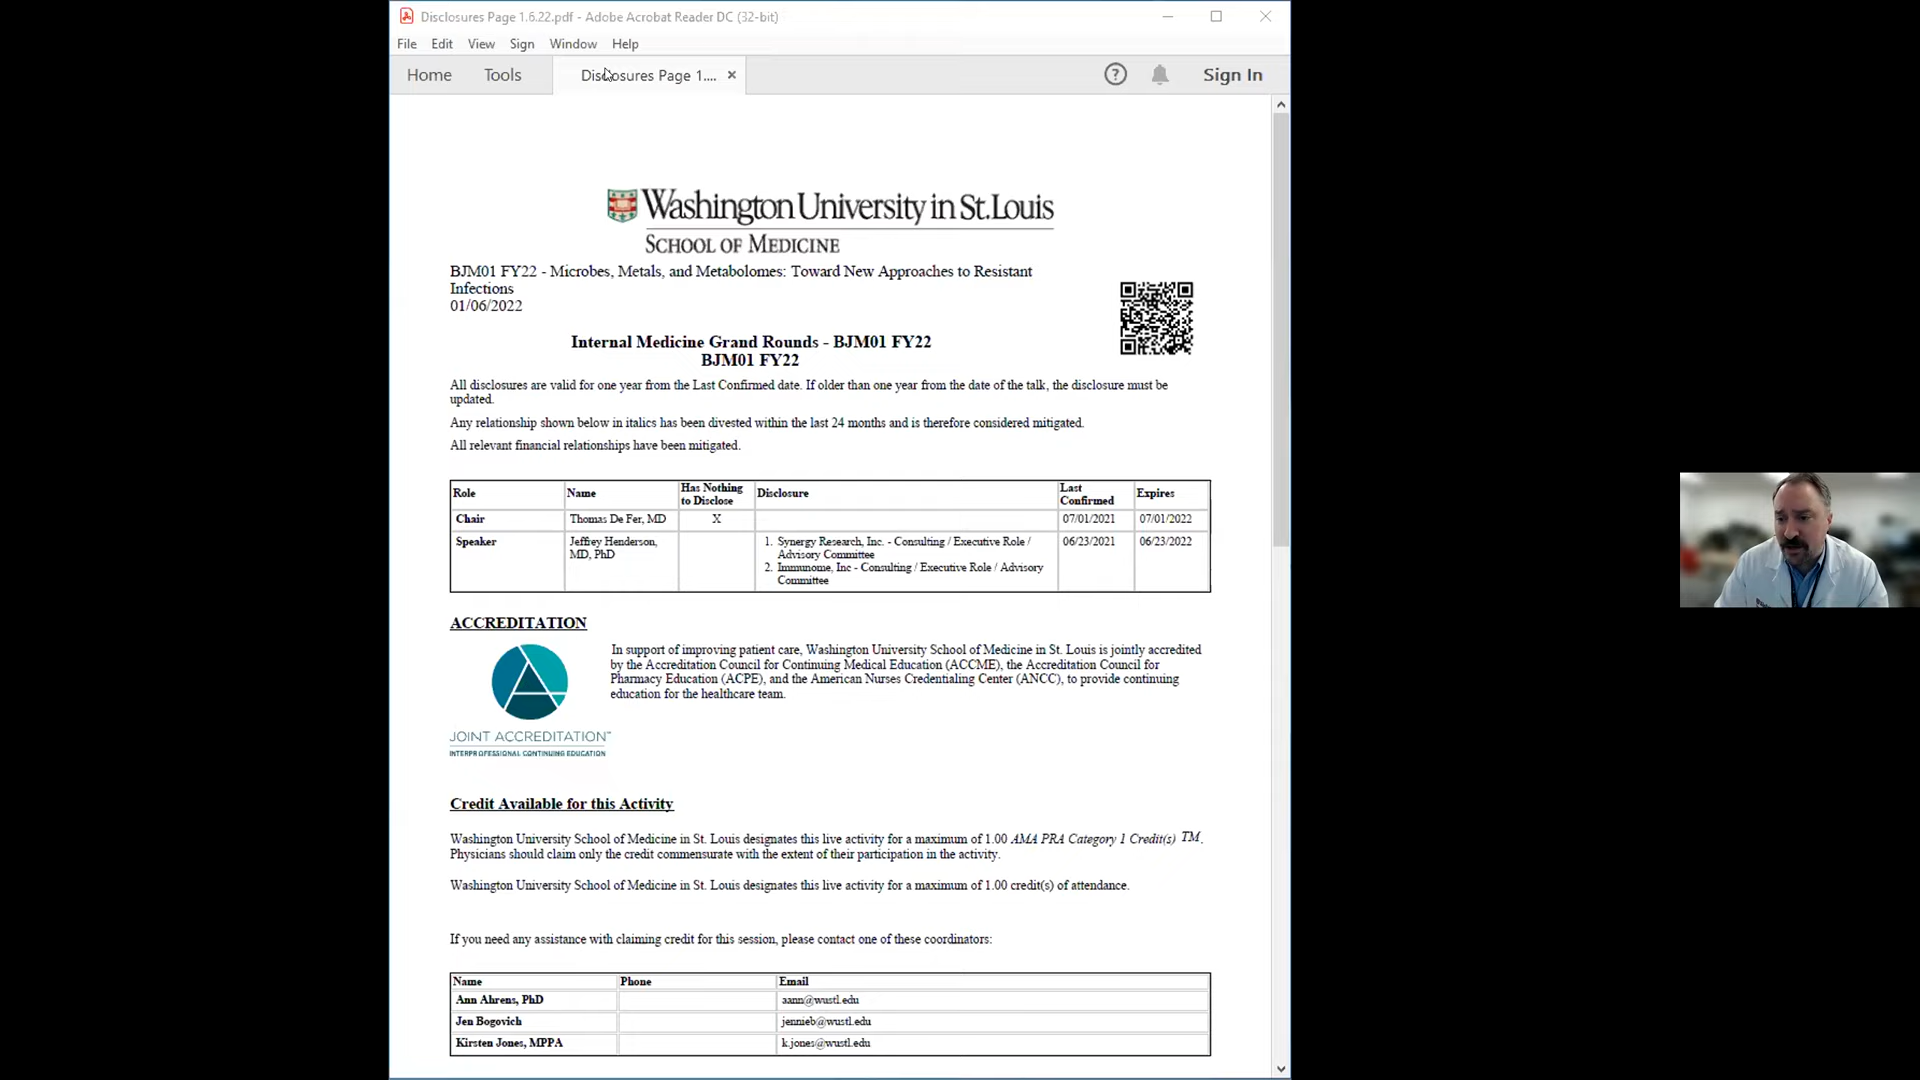 Disclosures Page 1.6.22.pdf - Adobe Acrobat Reader DC (32-bit)
File Edit View Sign Window Help
Home Tools Disclosures Page 1.... × ? Sign In
Washington University in St. Louis
SCHOOL OF MEDICINE
BJM01 FY22 - Microbes, Metals, and Metabolomes: Toward New Approaches to Resistant
Infections
01/06/2022
Internal Medicine Grand Rounds - BJM01 FY22
BJM01 FY22
All disclosures are valid for one year from the Last Confirmed date. If older than one year from the date of the talk, the disclosure must be
updated.
Any relationship shown below in italics has been divested within the last 24 months and is therefore considered mitigated.
All relevant financial relationships have been mitigated.
Role Name Has Nothing to Disclose Disclosure Last Confirmed Expires
Chair Thomas De Fer, MD X 07/01/2021 07/01/2022
Speaker Jeffrey Henderson, MD, PhD 1. Synergy Research, Inc. - Consulting / Executive Role / 06/23/2021 06/23/2022
Advisory Committee
2. Immunome, Inc - Consulting / Executive Role / Advisory
Committee
ACCREDITATION
In support of improving patient care, Washington University School of Medicine in St. Louis is jointly accredited
by the Accreditation Council for Continuing Medical Education (ACCME), the Accreditation Council for
Pharmacy Education (ACPE), and the American Nurses Credentialing Center (ANCC), to provide continuing
education for the healthcare team.
JOINT ACCREDITATION™
INTERPROFESSIONAL CONTINUING EDUCATION
Credit Available for this Activity
Washington University School of Medicine in St. Louis designates this live activity for a maximum of 1.00 AMA PRA Category 1 Credit(s) TM.
Physicians should claim only the credit commensurate with the extent of their participation in the activity.
Washington University School of Medicine in St. Louis designates this live activity for a maximum of 1.00 credit(s) of attendance.
If you need any assistance with claiming credit for this session, please contact one of these coordinators:
Name Phone Email
Ann Ahrens, PhD aann@wustl.edu
Jen Bogovich jennieb@wustl.edu
Kirsten Jones, MPPA k.jones@wustl.edu